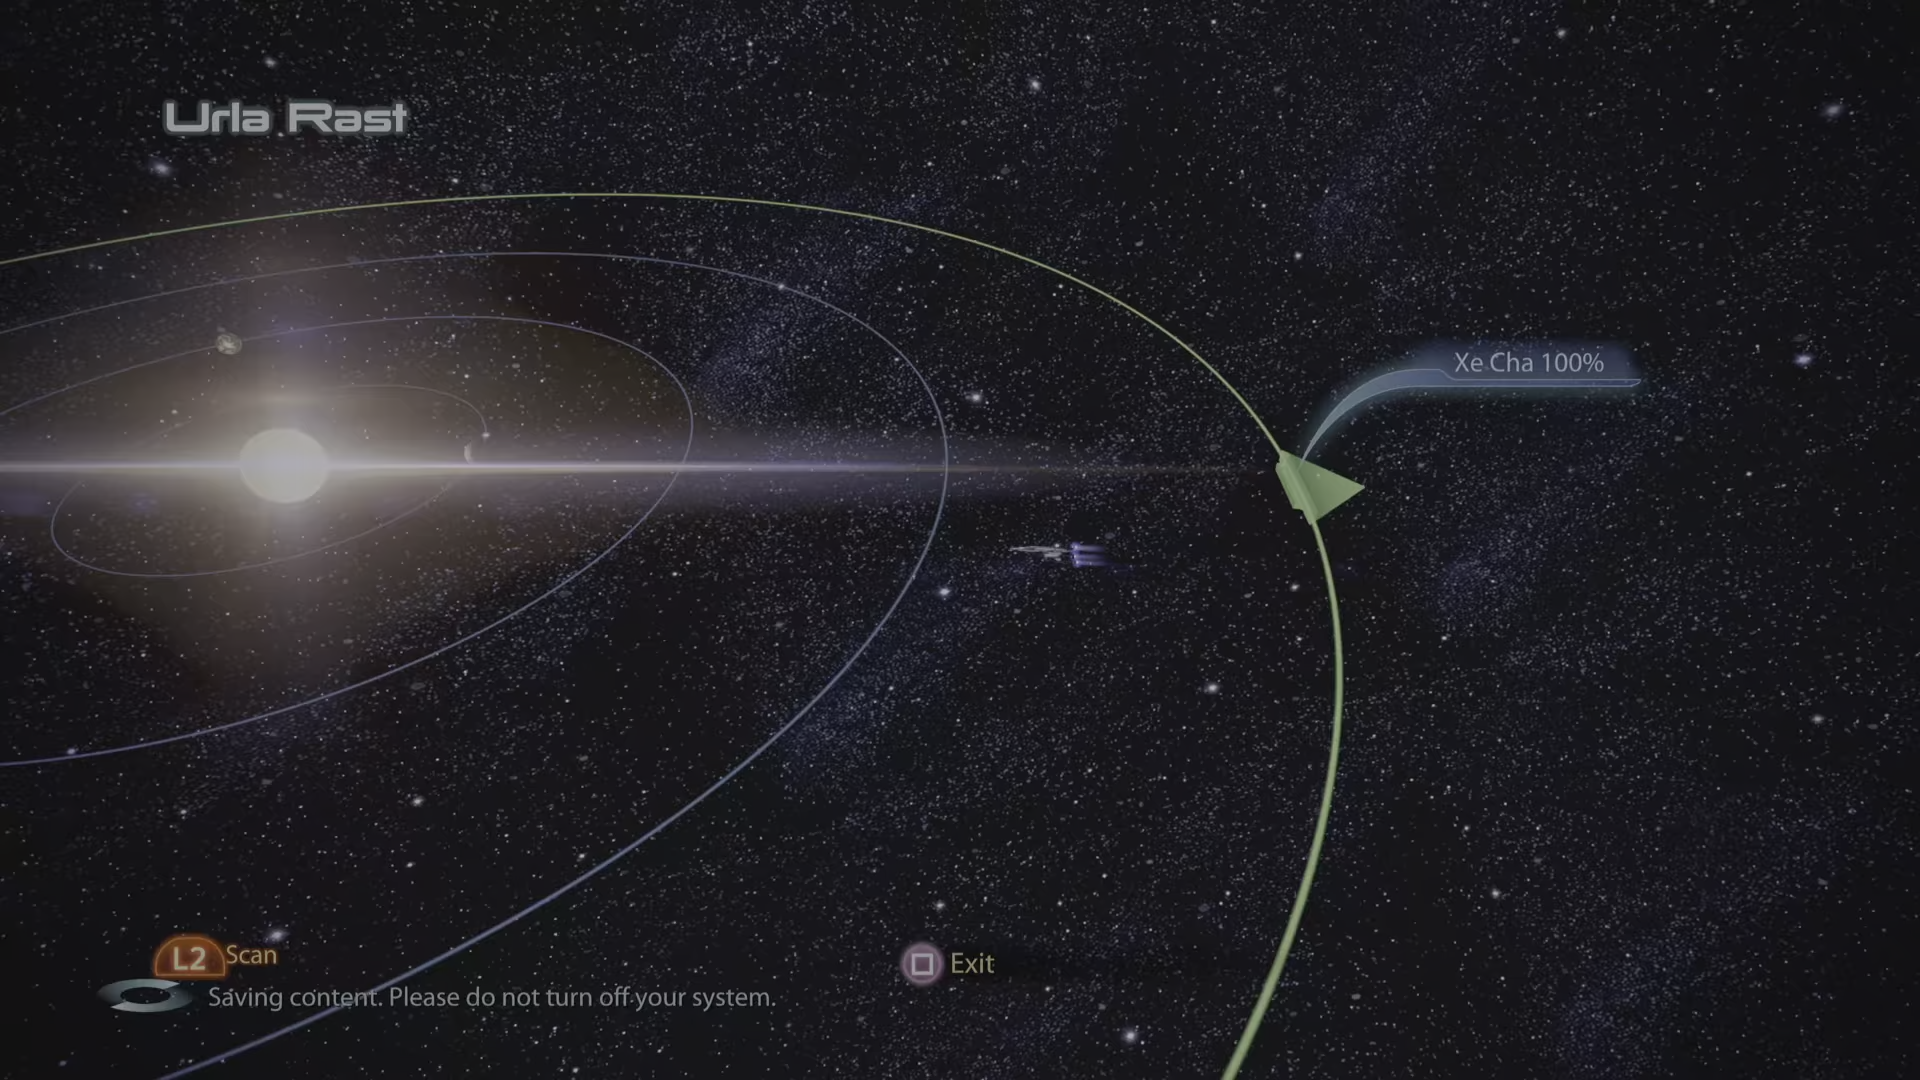 Urla Rast
Xe Cha 100%
L2 Scan
Exit
Saving content. Please do not turn off your system.